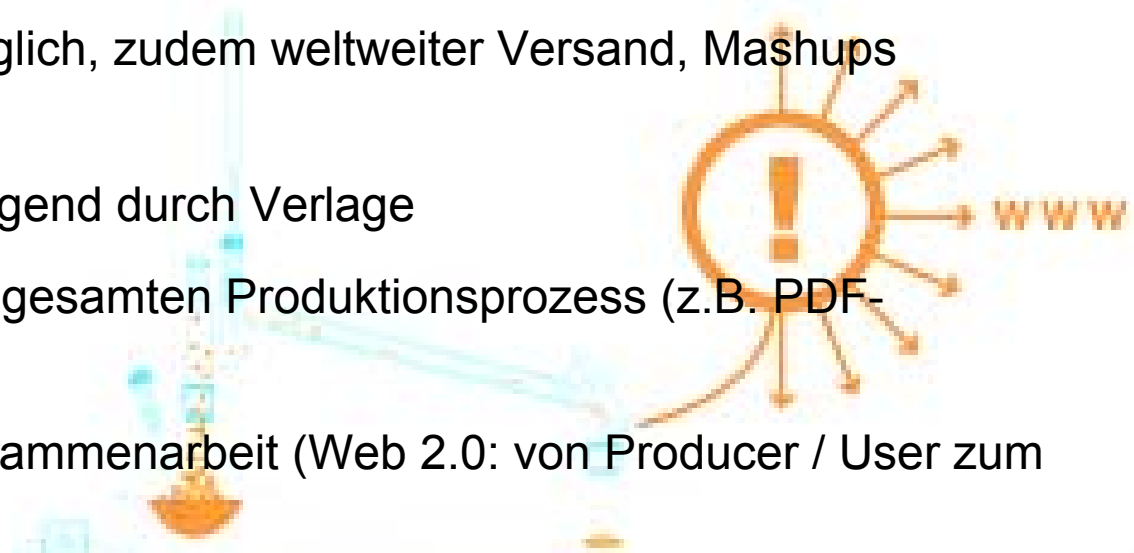 glich, zudem weltweiter Versand, Mashups
gend durch Verlage
www
gesamten Produktionsprozess (z.B. PDF-
ammenarbeit (Web 2.0: von Producer / User zum